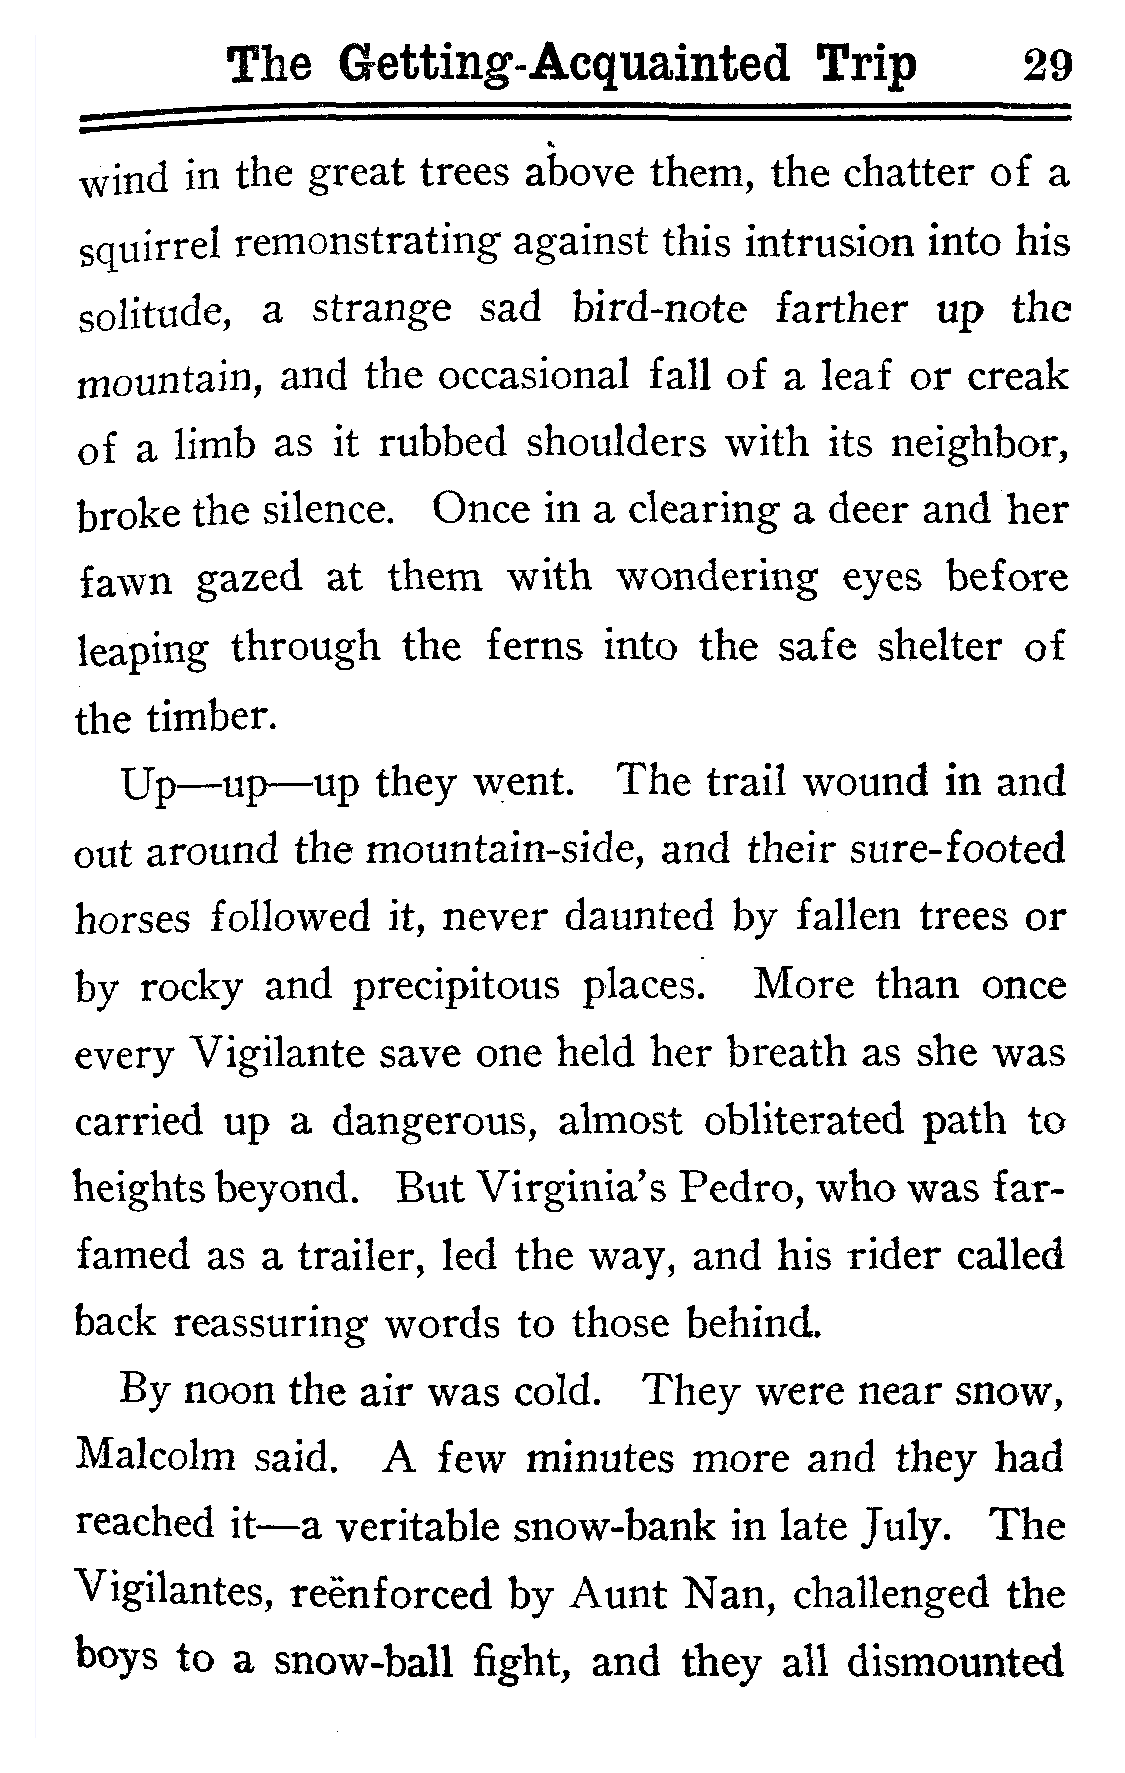 The Getting-Acquainted Trip 29
wind in the great trees above them, the chatter of a
squirrel remonstrating against this intrusion into his
solitude, a strange sad bird-note farther up the
mountain, and the occasional fall of a leaf or creak
of a limb as it rubbed shoulders with its neighbor,
broke the silence. Once in a clearing a deer and her
fawn gazed at them with wondering eyes before
leaping through the ferns into the safe shelter of
the timber.
Up—up—up they went. The trail wound in and
out around the mountain-side, and their sure-footed
horses followed it, never daunted by fallen trees or
by rocky and precipitous places. More than once
every Vigilante save one held her breath as she was
carried up a dangerous, almost obliterated path to
heights beyond. But Virginia's Pedro, who was far-
famed as a trailer, led the way, and his rider called
back reassuring words to those behind.
By noon the air was cold. They were near snow,
Malcolm said. A few minutes more and they had
reached it—a veritable snow-bank in late July. The
Vigilantes, reënforced by Aunt Nan, challenged the
boys to a snow-ball fight, and they all dismounted